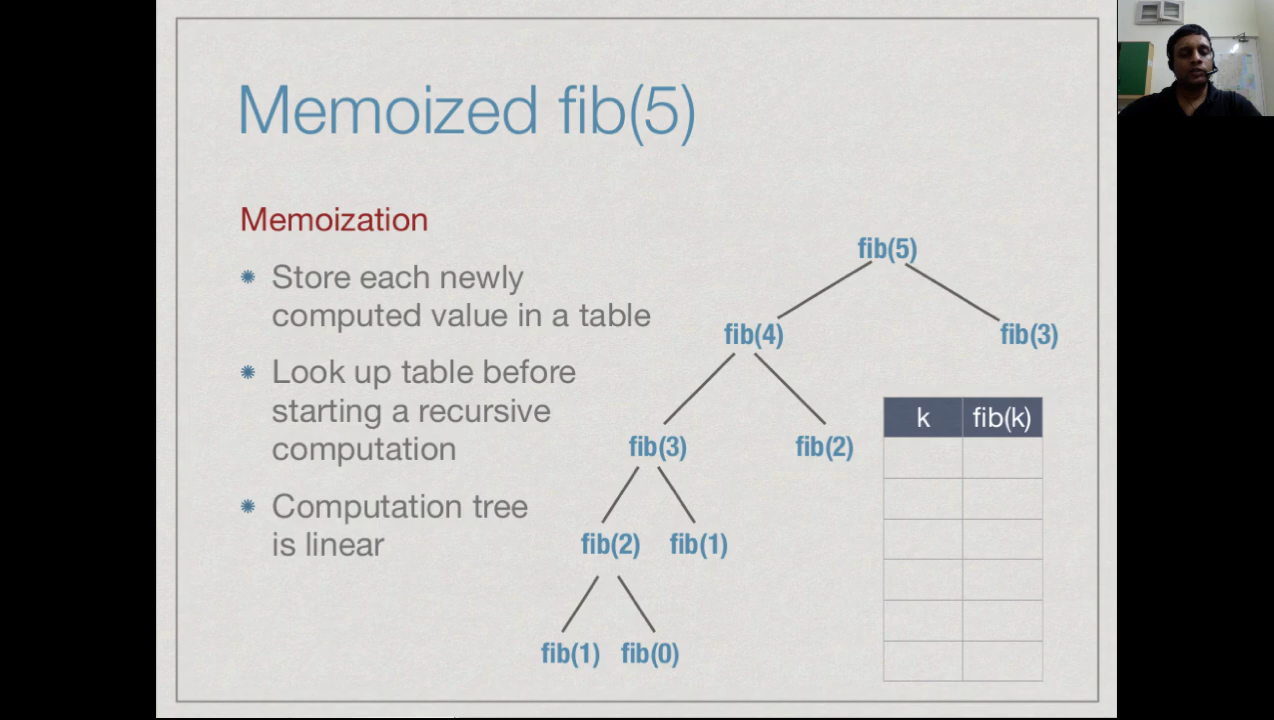 Memoized fib(5)
Memoization
Store each newly
computed value in a table
Look up table before
starting a recursive
computation
Computation tree
is linear
fib(5)
fib(4)
fib(3)
fib(3)
fib(2)
fib(2)
fib(1)
fib(1)
fib(0)
k
fib(k)